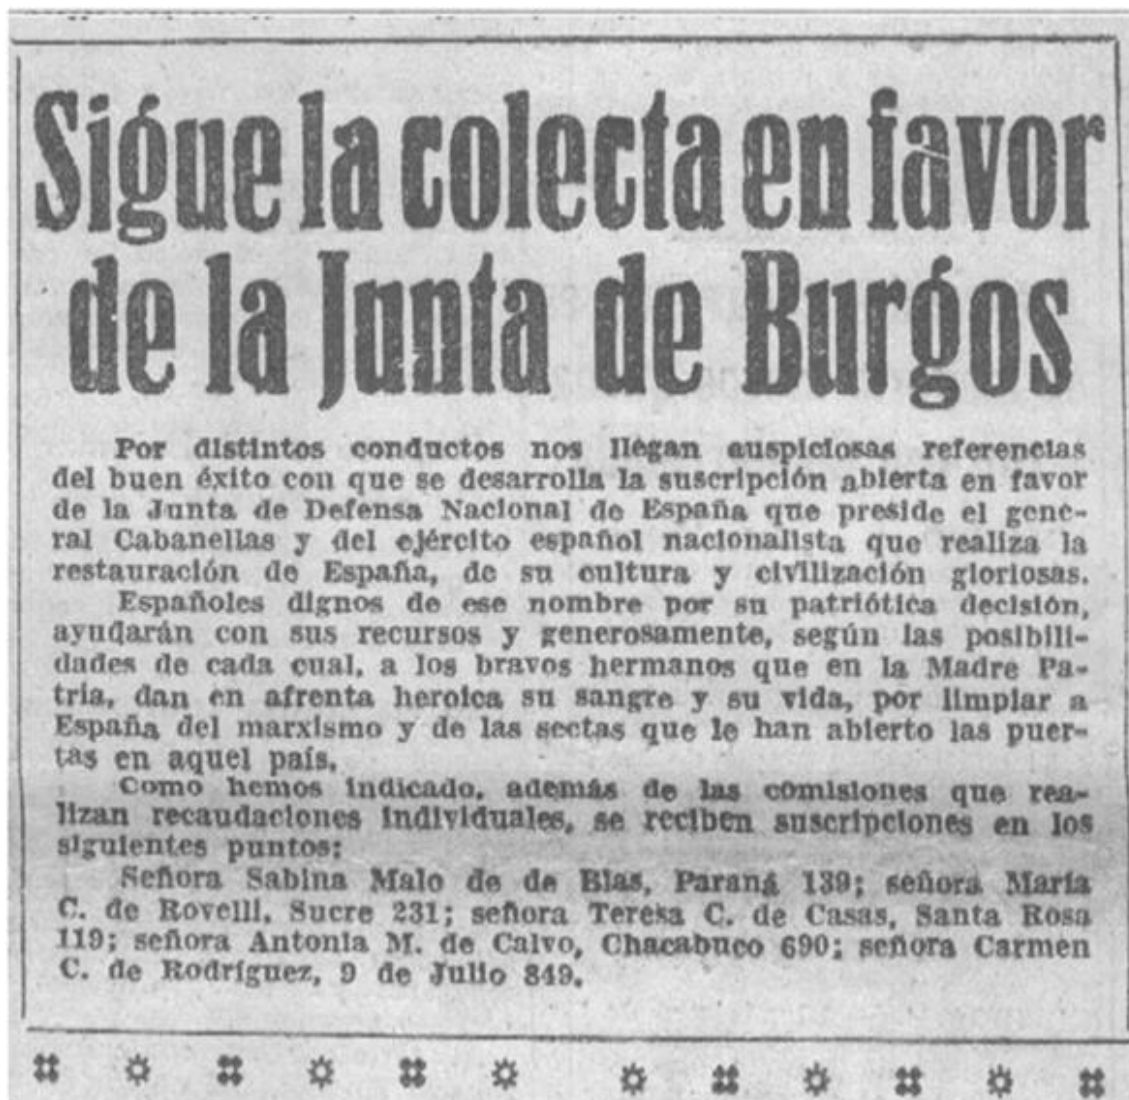 Sigue la colecta en favor
de la Junta de Burgos
Por distintos conductos nos llegan auspiciosas referencias
del buen éxito con que se desarrolla la suscripción abierta en favor
de la Junta de Defensa Nacional de España que preside el gene-
ral Cabanellas y del ejército español nacionalista que realiza la
restauración de España, de su cultura y civilización gloriosas.
Españoles dignos de ese nombre por su patriótica decisión,
ayudarán con sus recursos y generosamente, según las posibili-
dades de cada cual, a los bravos hermanos que en la Madre Pa-
tria, dan en afrenta heroica su sangre y su vida, por limpiar a
España del marxismo y de las sectas que le han abierto las puer-
tas en aquel país.
Como hemos indicado, además de las comisiones que rea-
lizan recaudaciones individuales, se reciben suscripciones en los
siguientes puntos:
Señora Sabina Malo de de Blas, Paraná 139; señora María
C. de Rovelli, Sucre 231; señora Teresa C. de Casas, Santa Rosa
119; señora Antonia M. de Calvo, Chacabuco 690; señora Carmen
C. de Rodríguez, 9 de Julio 849.